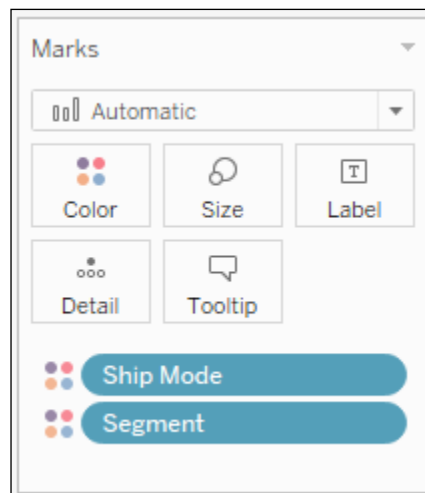 Marks
Automatic
Color Size Label
T
Detail Tooltip
Ship Mode
Segment